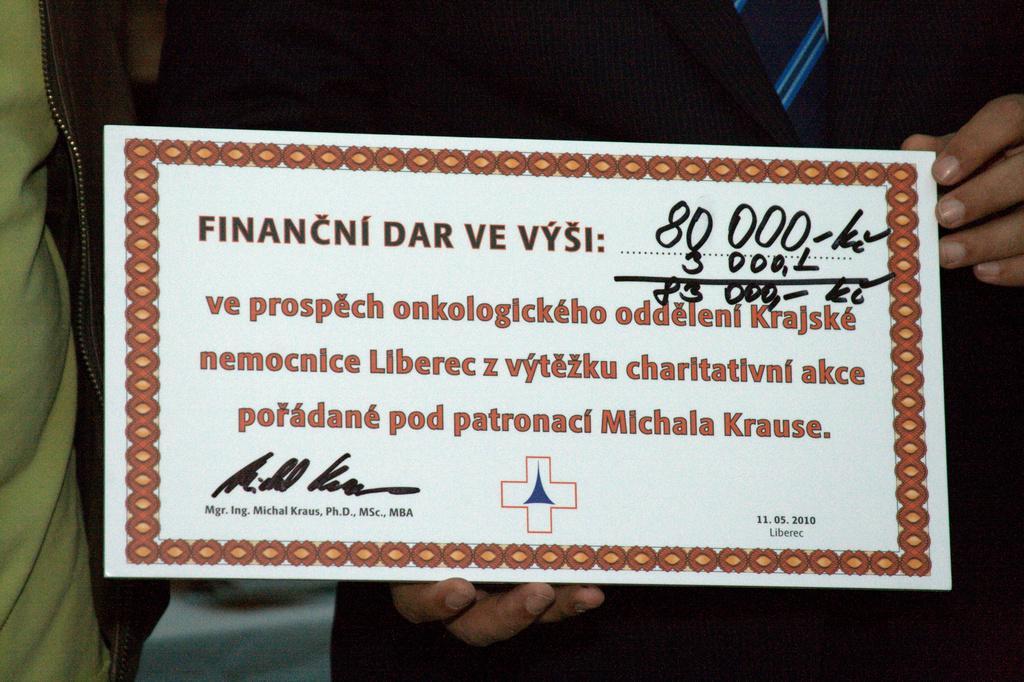 FINANČNÍ DAR VE VÝŠI: 80 000,- Kč
3 000,-
83 000,- Kč
ve prospěch onkologického oddělení Krajské
nemocnice Liberec z výtěžku charitativní akce
pořádané pod patronací Michala Krause.
Michal Kraus
Mgr. Ing. Michal Kraus, Ph.D., MSc., MBA
11. 05. 2010
Liberec